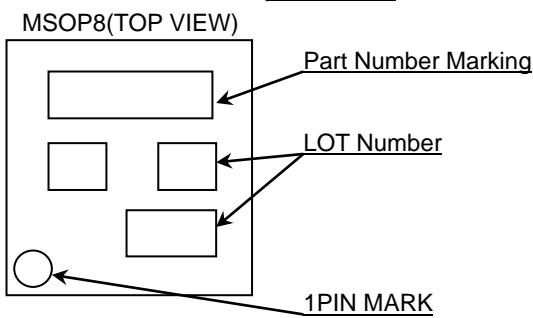 MSOP8(TOP VIEW)
Part Number Marking
LOT Number
1PIN MARK